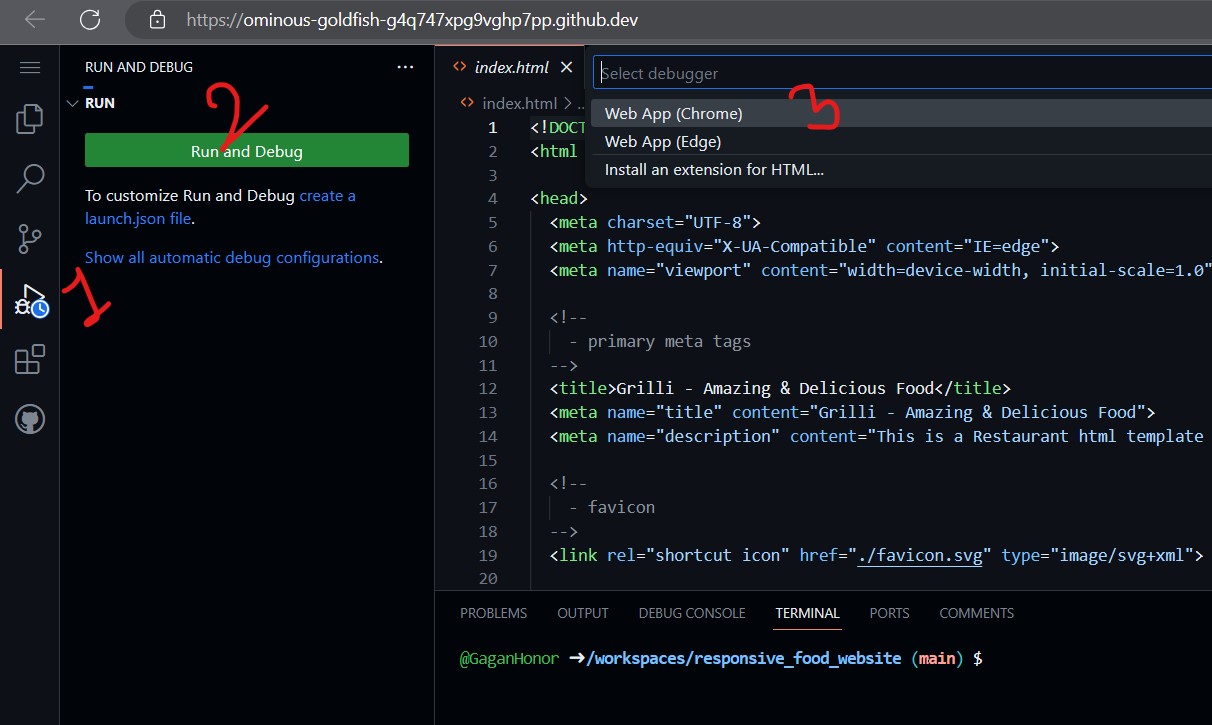 https://ominous-goldfish-g4q747xpg9vghp7pp.github.dev
RUN AND DEBUG
RUN
Run and Debug
To customize Run and Debug create a
launch.json file.
Show all automatic debug configurations.
1
2
3
index.html
index.html > ..
Select debugger
Web App (Chrome)
Web App (Edge)
Install an extension for HTML...
1 <!DOCT
2 <html
3
4 <head>
5 <meta charset="UTF-8">
6 <meta http-equiv="X-UA-Compatible" content="IE=edge">
7 <meta name="viewport" content="width=device-width, initial-scale=1.0"
8
9 <!--
10 - primary meta tags
11 -->
12 <title>Grilli - Amazing & Delicious Food</title>
13 <meta name="title" content="Grilli - Amazing & Delicious Food">
14 <meta name="description" content="This is a Restaurant html template
15
16 <!--
17 - favicon
18 -->
19 <link rel="shortcut icon" href="./favicon.svg" type="image/svg+xml">
20
PROBLEMS OUTPUT DEBUG CONSOLE TERMINAL PORTS COMMENTS
@GaganHonor ➜/workspaces/responsive_food_website (main) $